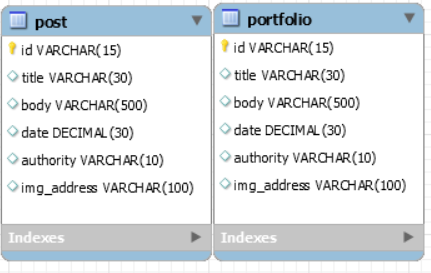 post
id VARCHAR(15)
title VARCHAR(30)
body VARCHAR(500)
date DECIMAL(30)
authority VARCHAR(10)
img_address VARCHAR(100)
Indexes
portfolio
id VARCHAR(15)
title VARCHAR(30)
body VARCHAR(500)
date DECIMAL(30)
authority VARCHAR(10)
img_address VARCHAR(100)
Indexes